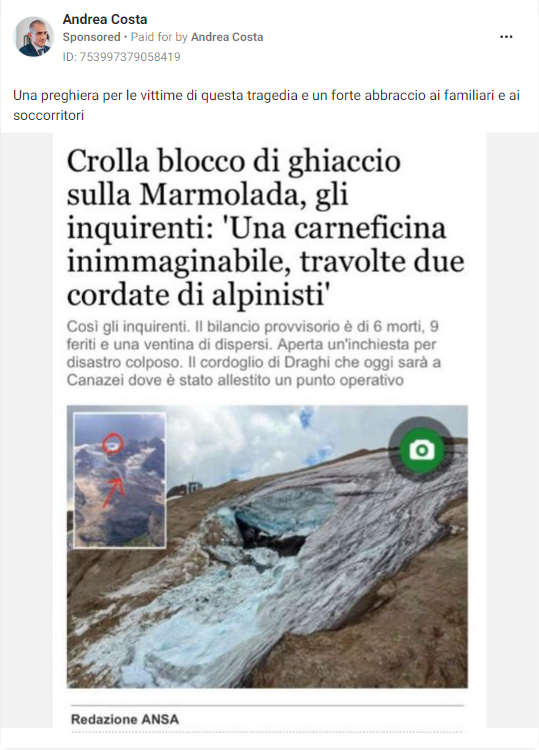 Andrea Costa
Sponsored • Paid for by Andrea Costa
ID: 753997379058419
Una preghiera per le vittime di questa tragedia e un forte abbraccio ai familiari e ai
soccorritori
Crolla blocco di ghiaccio
sulla Marmolada, gli
inquirenti: 'Una carneficina
inimmaginabile, travolte due
cordate di alpinisti'
Così gli inquirenti. Il bilancio provvisorio è di 6 morti, 9
feriti e una ventina di dispersi. Aperta un'inchiesta per
disastro colposo. Il cordoglio di Draghi che oggi sarà a
Canazei dove è stato allestito un punto operativo
Redazione ANSA